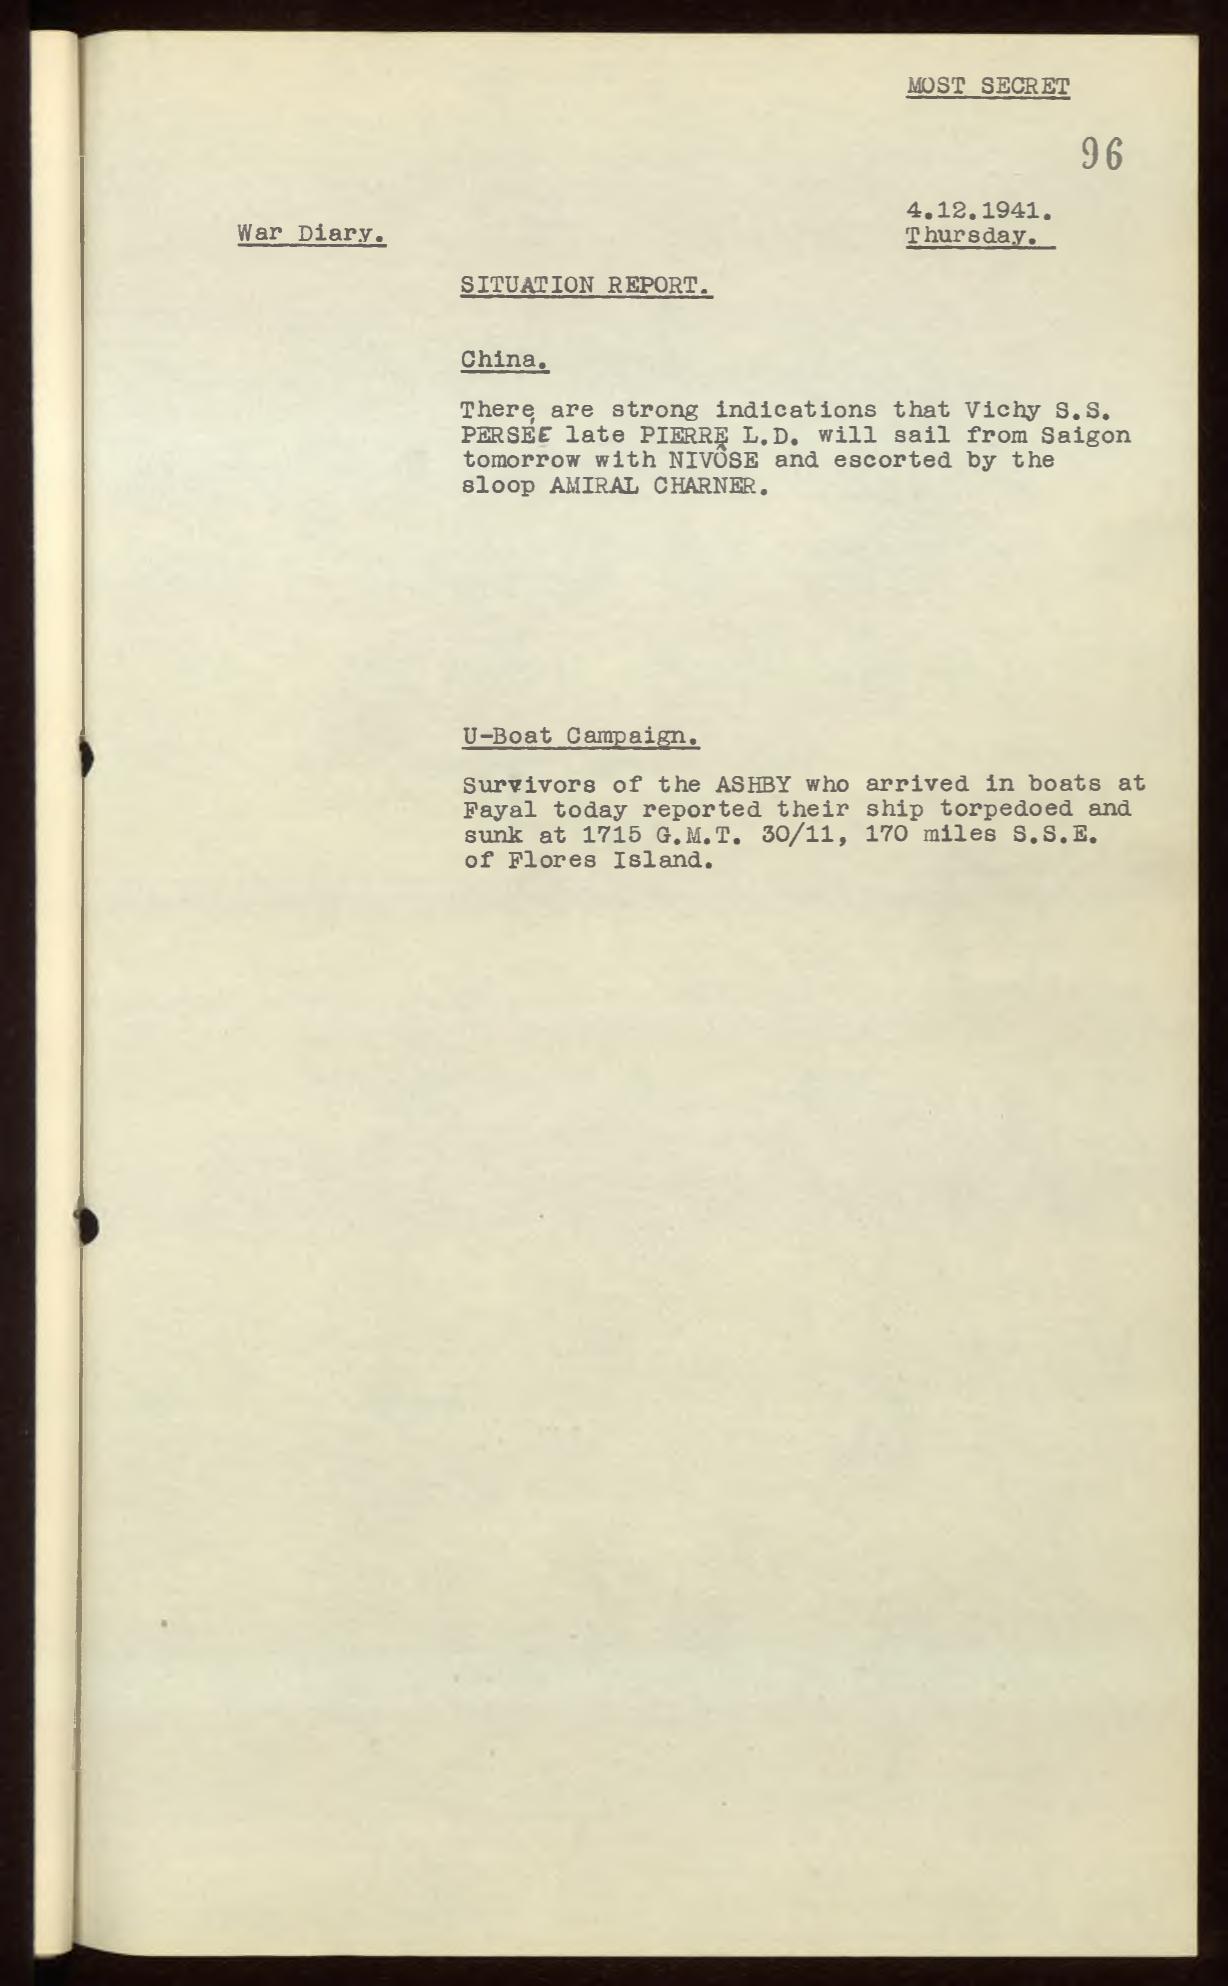 MOST SECRET
96
4.12.1941.
War Diary.
Thursday.
SITUATION REPORT.
China.
There are strong indications that Vichy S.S.
PERSÉE late PIERRE L.D. will sail from Saigon
tomorrow with NIVÔSE and escorted by the
sloop AMIRAL CHARNER.
U-Boat Campaign.
Survivors of the ASHBY who arrived in boats at
Fayal today reported their ship torpedoed and
sunk at 1715 G.M.T. 30/11, 170 miles S.S.E.
of Flores Island.